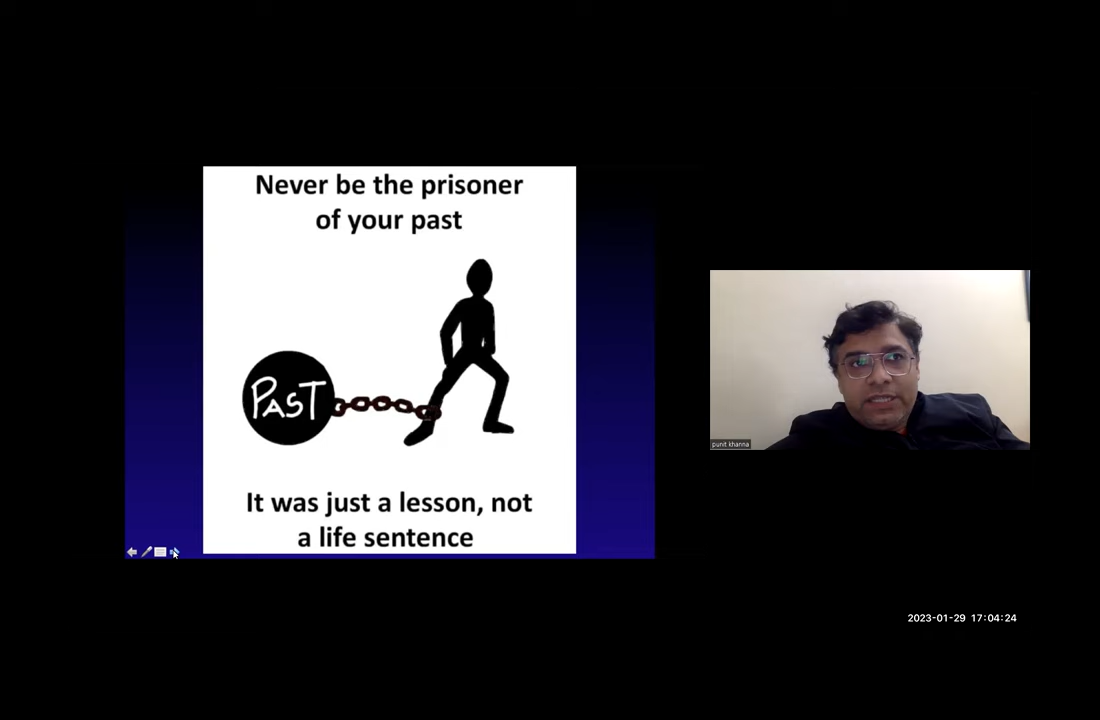 Never be the prisoner
of your past
PAST
It was just a lesson, not
a life sentence
punit khanna
2023-01-29 17:04:24